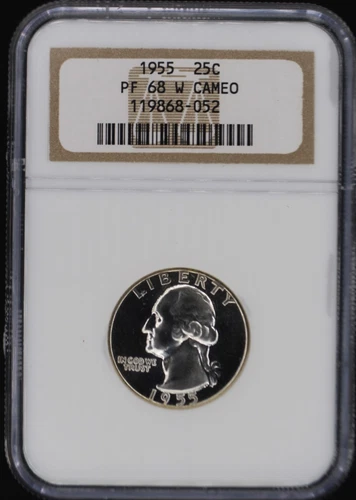 1955 25C
PF 68 W CAMEO
119868-052
LIBERTY
IN GOD WE
TRUST
1955